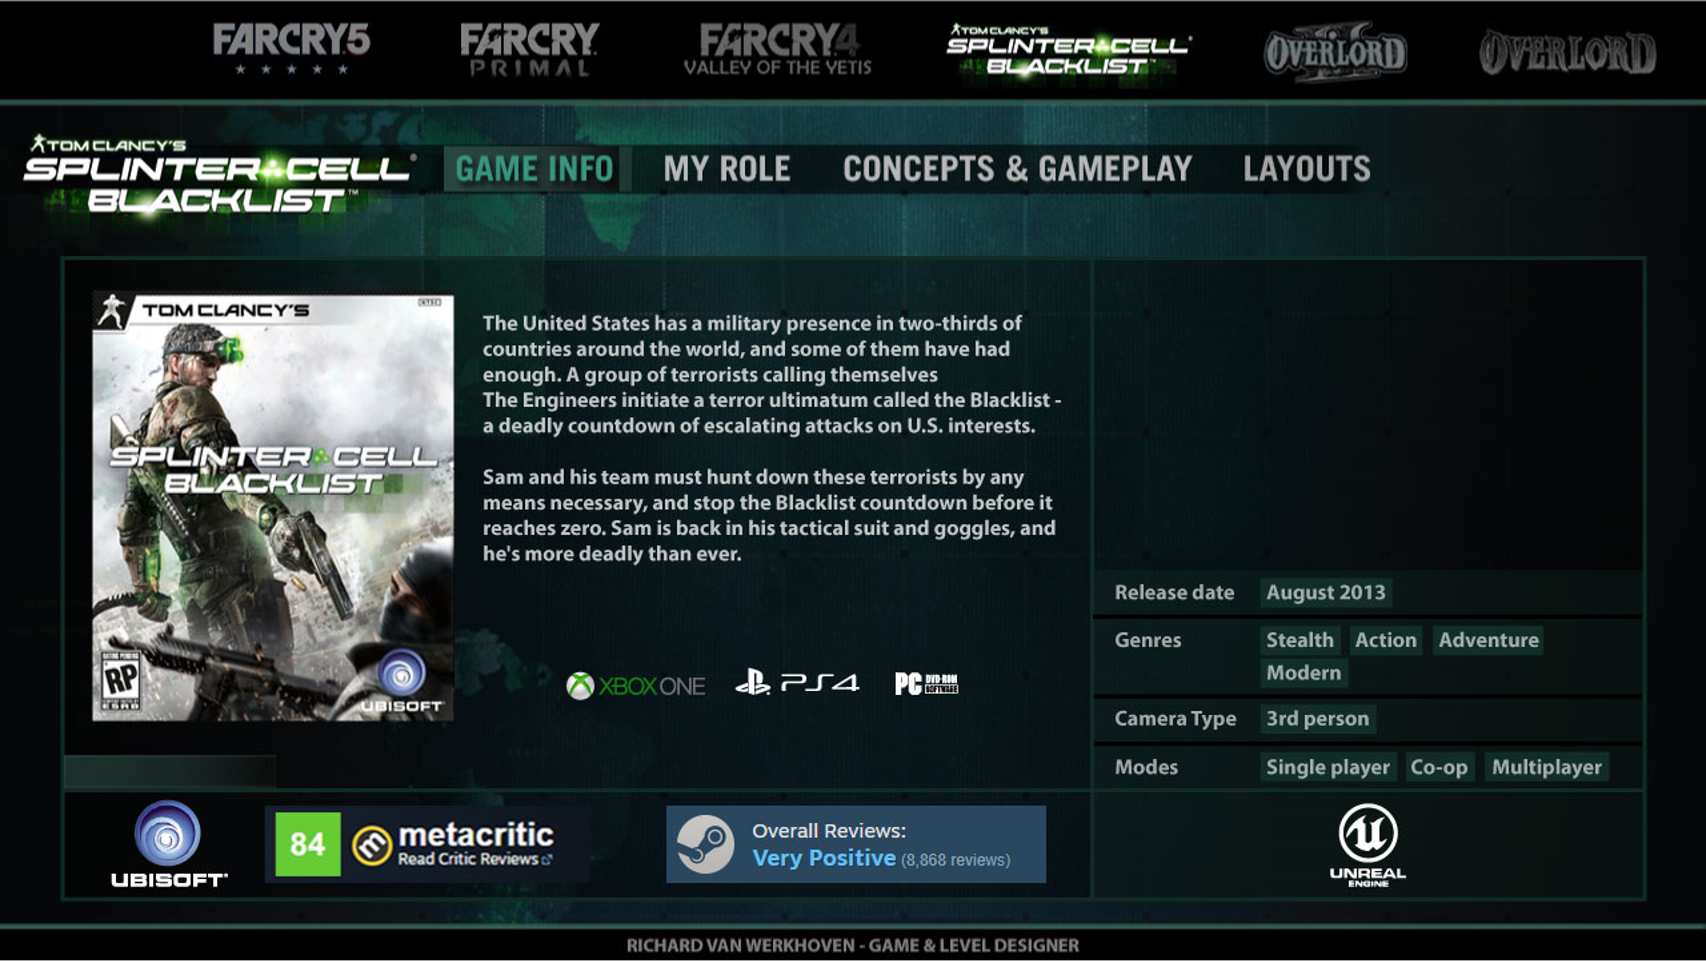 FARCRY 5
FARCRY
PRIMAL
FARCRY 4
VALLEY OF THE YETIS
TOM CLANCY'S
SPLINTER CELL®
BLACKLIST™
OVERLORD II
OVERLORD
TOM CLANCY'S
SPLINTER CELL®
BLACKLIST™
GAME INFO
MY ROLE
CONCEPTS & GAMEPLAY
LAYOUTS
TOM CLANCY'S
SPLINTER CELL
BLACKLIST
RATING PENDING
RP
ESRB
UBISOFT
The United States has a military presence in two-thirds of
countries around the world, and some of them have had
enough. A group of terrorists calling themselves
The Engineers initiate a terror ultimatum called the Blacklist -
a deadly countdown of escalating attacks on U.S. interests.
Sam and his team must hunt down these terrorists by any
means necessary, and stop the Blacklist countdown before it
reaches zero. Sam is back in his tactical suit and goggles, and
he's more deadly than ever.
XBOX ONE
PS4
PC DVD-ROM
SOFTWARE
Release date August 2013
Genres Stealth Action Adventure
Modern
Camera Type 3rd person
Modes Single player Co-op Multiplayer
UBISOFT
84
metacritic
Read Critic Reviews
Overall Reviews:
Very Positive (8,868 reviews)
UNREAL
ENGINE
RICHARD VAN WERKHOVEN - GAME & LEVEL DESIGNER